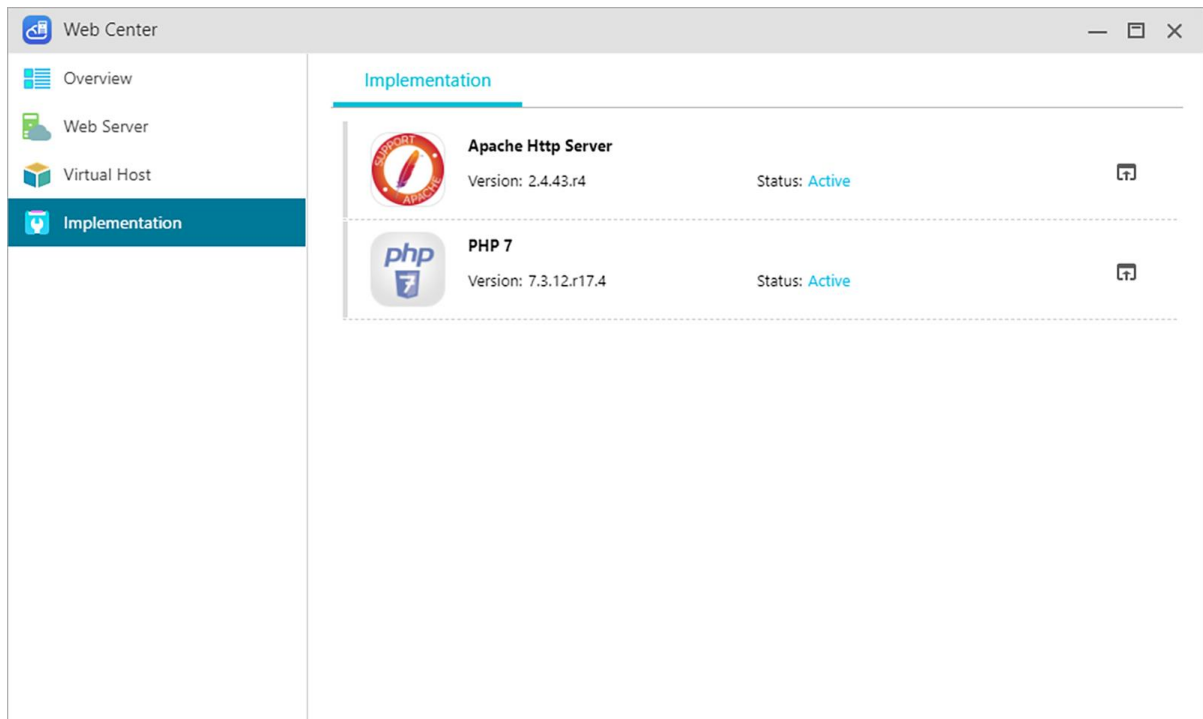 Web Center
Overview
Web Server
Virtual Host
Implementation
Implementation
SUPPORT
APACHE
Apache Http Server
Version: 2.4.43.r4 Status: Active
php
7
PHP 7
Version: 7.3.12.r17.4 Status: Active